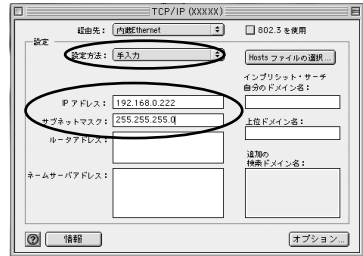 TCP/IP (XXXXX)
経由先： 内蔵Ethernet
802.3 を使用
設定
設定方法： 手入力
Hosts ファイルの選択...
インプリシット・サーチ
自分のドメイン名：
IP アドレス： 192.168.0.222
サブネットマスク： 255.255.255.0
上位ドメイン名：
ルータアドレス：
追加の
検索ドメイン名：
ネームサーバアドレス：
? 情報
オプション...